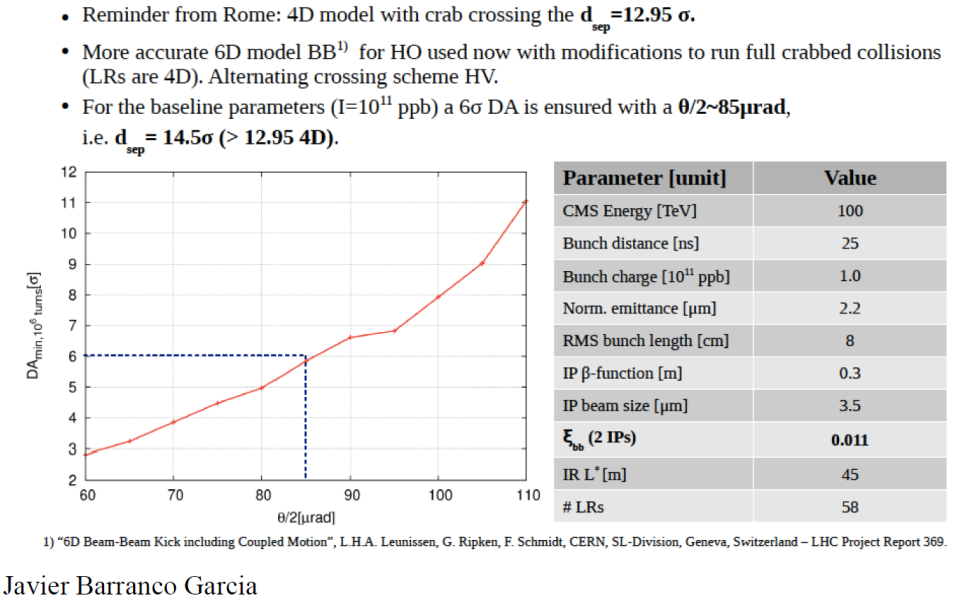 • Reminder from Rome: 4D model with crab crossing the dsep=12.95 σ.
• More accurate 6D model BB1) for HO used now with modifications to run full crabbed collisions
(LRs are 4D). Alternating crossing scheme HV.
• For the baseline parameters (I=10^11 ppb) a 6σ DA is ensured with a θ/2~85μrad,
i.e. dsep= 14.5σ (> 12.95 4D).
12
11
10
9
8
7
6
5
4
3
2
DAmin,10^6 turns[σ]
60 70 80 90 100 110
θ/2[μrad]
Parameter [umit] Value
CMS Energy [TeV] 100
Bunch distance [ns] 25
Bunch charge [10^11 ppb] 1.0
Norm. emittance [μm] 2.2
RMS bunch length [cm] 8
IP β-function [m] 0.3
IP beam size [μm] 3.5
ξbb (2 IPs) 0.011
IR L* [m] 45
# LRs 58
1) “6D Beam-Beam Kick including Coupled Motion”, L.H.A. Leunissen, G. Ripken, F. Schmidt, CERN, SL-Division, Geneva, Switzerland – LHC Project Report 369.
Javier Barranco Garcia